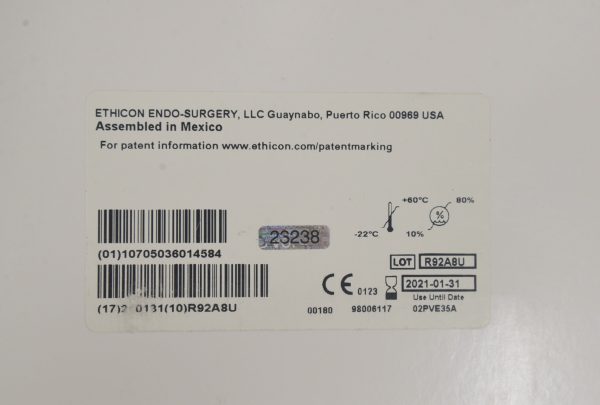 ETHICON ENDO-SURGERY, LLC Guaynabo, Puerto Rico 00969 USA
Assembled in Mexico
For patent information www.ethicon.com/patentmarking
+60°C
80%
%
-22°C
10%
23238
(01)10705036014584
LOT R92A8U
CE 0123
2021-01-31
Use Until Date
(17)210131(10)R92A8U
00180 98006117 02PVE35A